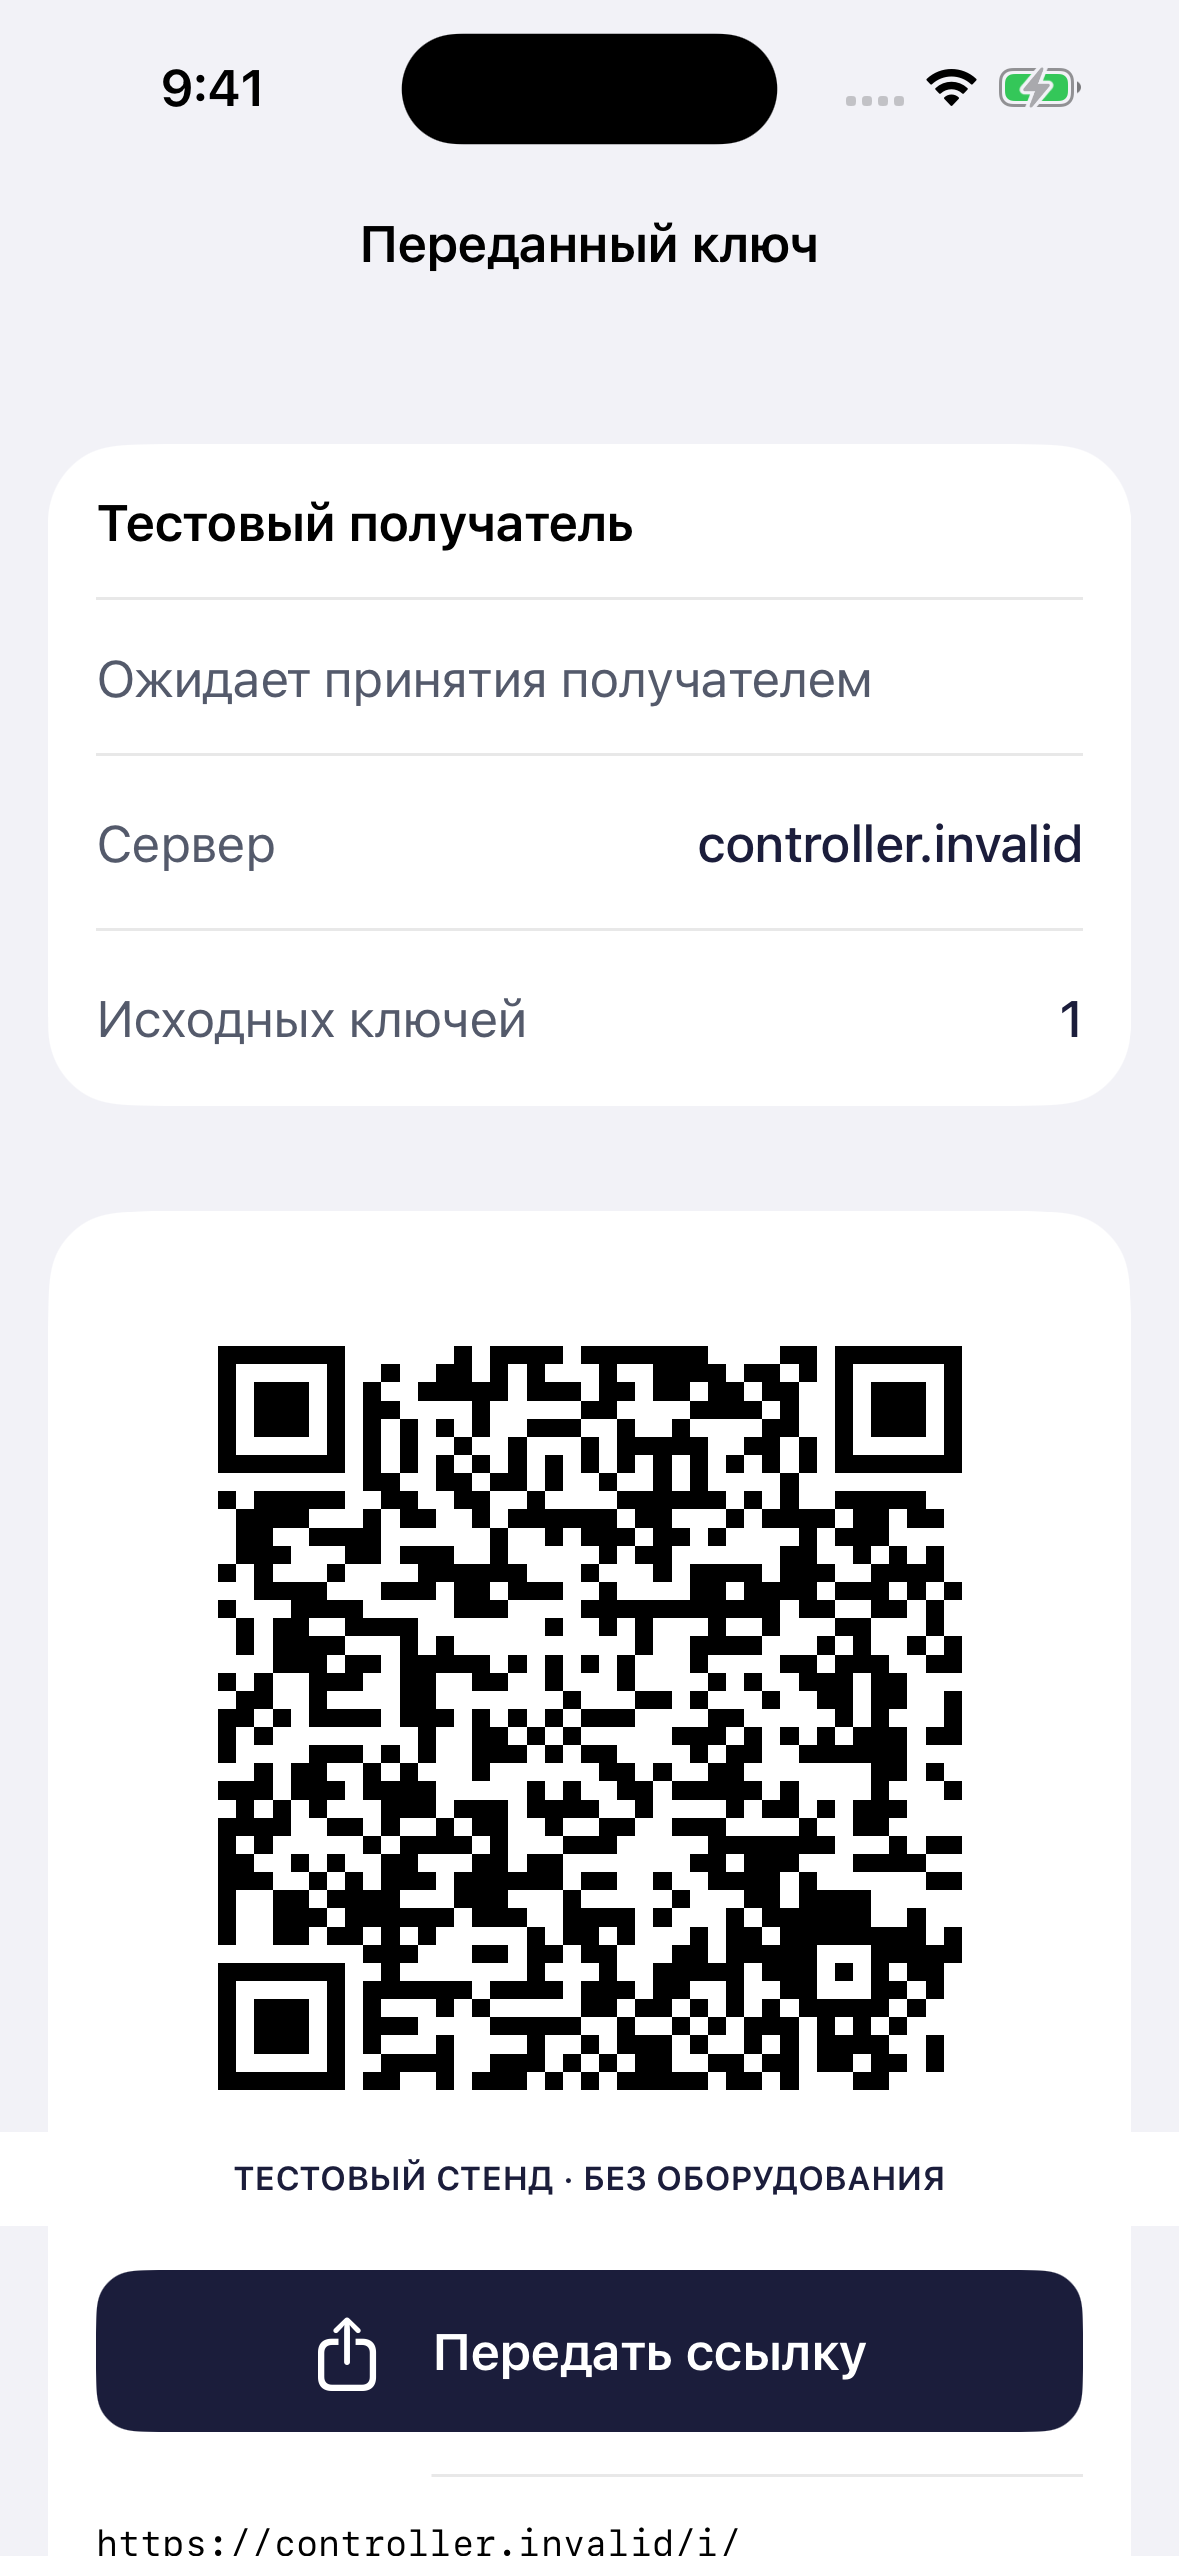 9:41
Переданный ключ
Тестовый получатель
Ожидает принятия получателем
Сервер controller.invalid
Исходных ключей 1
ТЕСТОВЫЙ СТЕНД · БЕЗ ОБОРУДОВАНИЯ
Передать ссылку
https://controller.invalid/i/